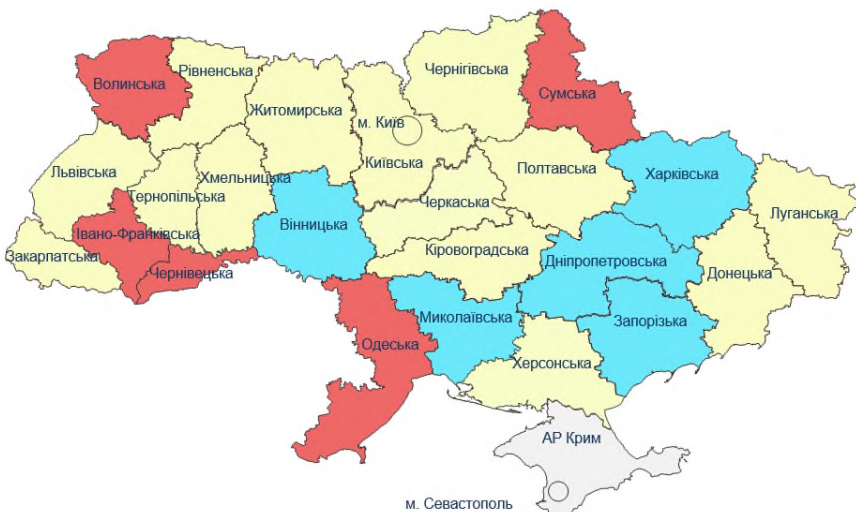 Волинська
Рівненська
Житомирська
м. Київ
Київська
Чернігівська
Сумська
Львівська
Тернопільська
Хмельницька
Вінницька
Черкаська
Полтавська
Харківська
Луганська
Закарпатська
Івано-Франківська
Чернівецька
Кіровоградська
Дніпропетровська
Донецька
Одеська
Миколаївська
Запорізька
Херсонська
АР Крим
м. Севастополь